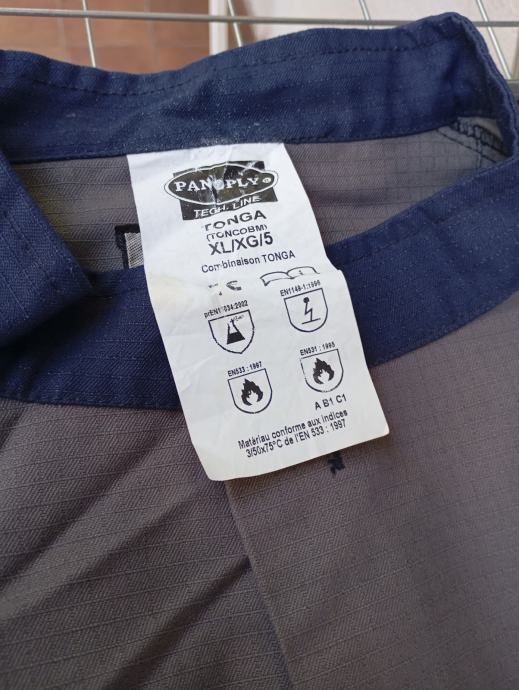 PANOPLY®
TECH. LINE
TONGA
(TONCOBM)
XL/XG/5
Combinaison TONGA
prEN13034:2002
EN1149-1:1996
EN533 : 1997
EN531 : 1995
A B1 C1
Matériau conforme aux indices
3/50x75°C de l'EN 533 : 1997